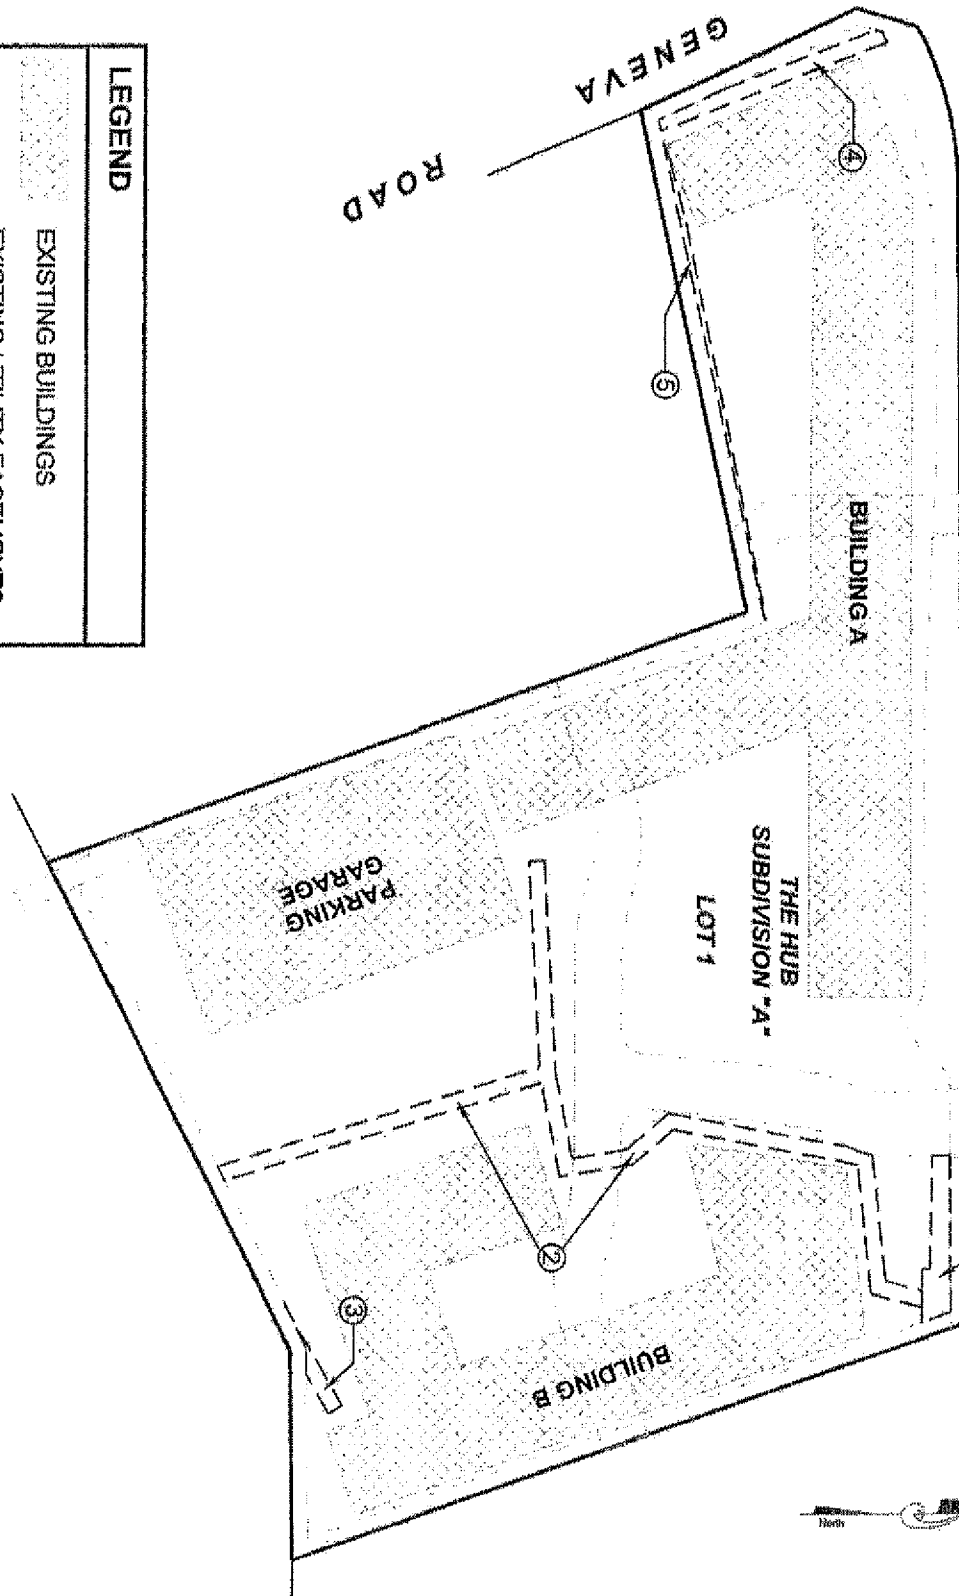 LEGEND
EXISTING BUILDINGS
GENEVA
ROAD
4
5
BUILDING A
THE HUB
SUBDIVISION "A"
LOT 1
PARKING
GARAGE
2
3
BUILDING B
North